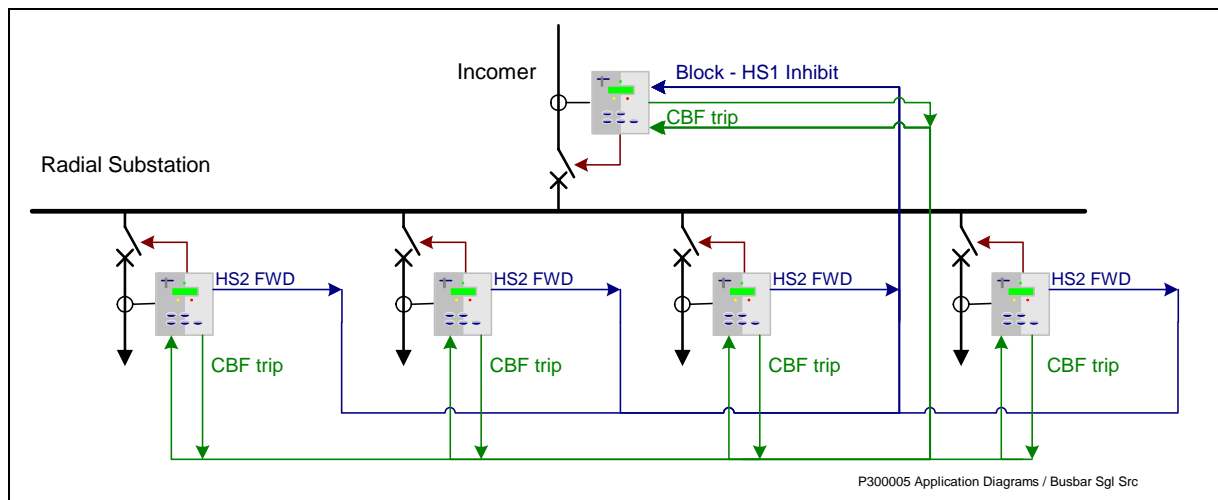 Incomer
Block - HS1 Inhibit
CBF trip
Radial Substation
HS2 FWD
HS2 FWD
HS2 FWD
HS2 FWD
CBF trip
CBF trip
CBF trip
CBF trip
P300005 Application Diagrams / Busbar Sgl Src